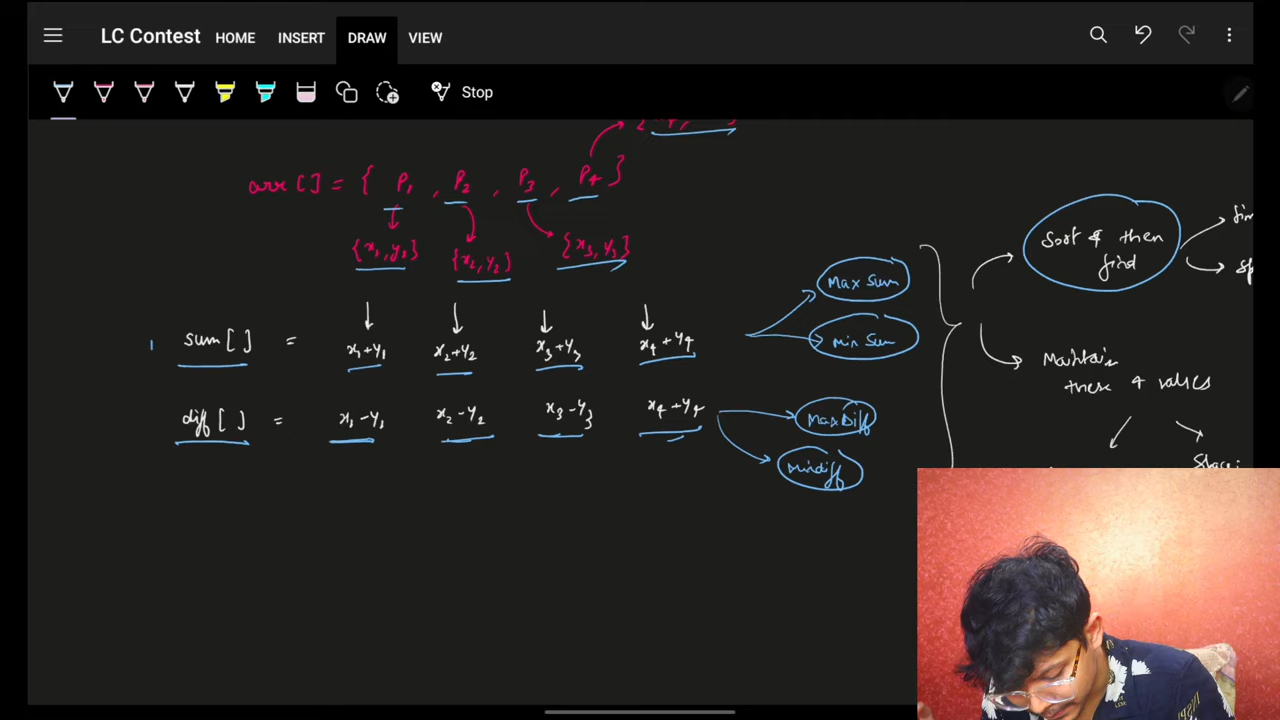 LC Contest HOME INSERT DRAW VIEW
Stop
arr[] = { P1 , P2 , P3 , P4 }
{x1,y1} {x2,y2} {x3,y3}
Sort & then
find
Max Sum
sum[] = x1+y1 x2+y2 x3+y3 x4+y4
min Sum
Maintain
these 4 values
diff[] = x1-y1 x2-y2 x3-y3 x4+y4
MaxDiff
Mindiff